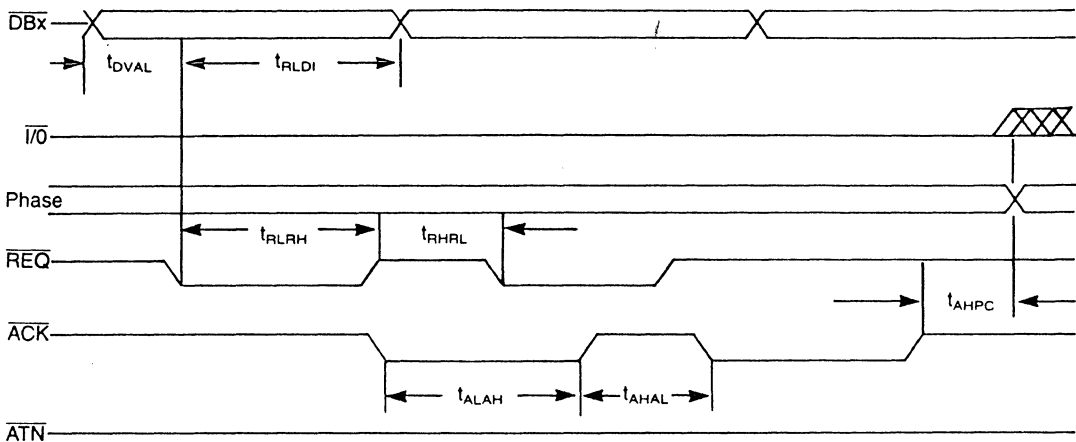 DBx
tDVAL
tRLDI
I/0
Phase
tRLRH
tRHRL
REQ
tAHPC
ACK
tALAH
tAHAL
ATN